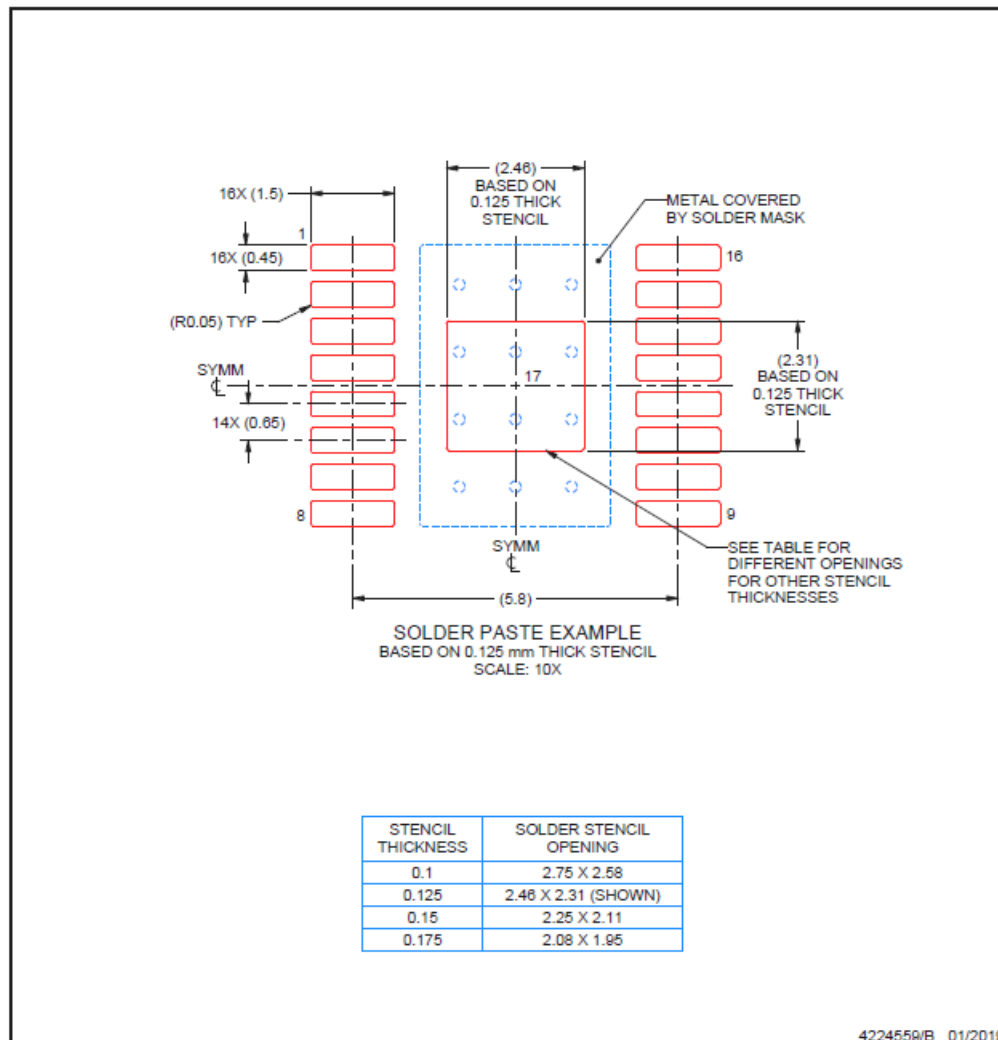 (2.46)
BASED ON
0.125 THICK
STENCIL
16X (1.5)
METAL COVERED
BY SOLDER MASK
1
16
16X (0.45)
(R0.05) TYP
SYMM
℄
17
(2.31)
BASED ON
0.125 THICK
STENCIL
14X (0.65)
8
9
SYMM
℄
SEE TABLE FOR
DIFFERENT OPENINGS
FOR OTHER STENCIL
THICKNESSES
(5.8)
SOLDER PASTE EXAMPLE
BASED ON 0.125 mm THICK STENCIL
SCALE: 10X
STENCIL
THICKNESS
SOLDER STENCIL
OPENING
0.1 2.75 X 2.58
0.125 2.46 X 2.31 (SHOWN)
0.15 2.25 X 2.11
0.175 2.08 X 1.95
4224559/B 01/2019